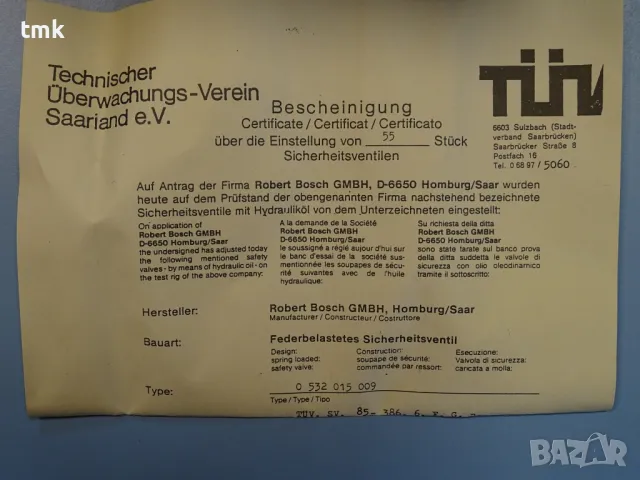 tmk
Technischer
Überwachungs-Verein
Saarland e.V.
TÜV
6603 Sulzbach (Stadt-
verband Saarbrücken)
Saarbrücker Straße 8
Postfach 16
Tel. 0 68 97 / 5060
Bescheinigung
Certificate / Certificat / Certificato
über die Einstellung von 55 Stück
Sicherheitsventilen
Auf Antrag der Firma Robert Bosch GMBH, D-6650 Homburg/Saar wurden
heute auf dem Prüfstand der obengenannten Firma nachstehend bezeichnete
Sicherheitsventile mit Hydrauliköl von dem Unterzeichneten eingestellt:
On application of
Robert Bosch GMBH
D-6650 Homburg/Saar
the undersigned has adjusted today
the following mentioned safety
valves - by means of hydraulic oil - on
the test rig of the above company:
A la demande de la Société
Robert Bosch GMBH
D-6650 Homburg/Saar
le soussigné a réglé aujour d'hui sur
le banc d'essai de la société sus-
mentionnée les soupapes de sécu-
rité suivantes avec de l'huile
hydraulique:
Su richiesta della ditta
Robert Bosch GMBH
D-6650 Homburg/Saar
sono state farate sul banco prova
della ditta suddetta le valvole di
sicurezza con olio oleodinamico
tramite il sottoscritto:
Hersteller:
Robert Bosch GMBH, Homburg/Saar
Manufacturer / Constructeur / Costruttore
Bauart:
Federbelastetes Sicherheitsventil
Design:
spring loaded:
safety valve:
Construction:
soupape de sécurité:
commandée par ressort:
Esecuzione:
Valvola di sicurezza:
caricata a molla:
Type:
0 532 015 009
Type / Type / Tipo
TÜV. SV. 85- 386. 6. F. G.
BAZAR